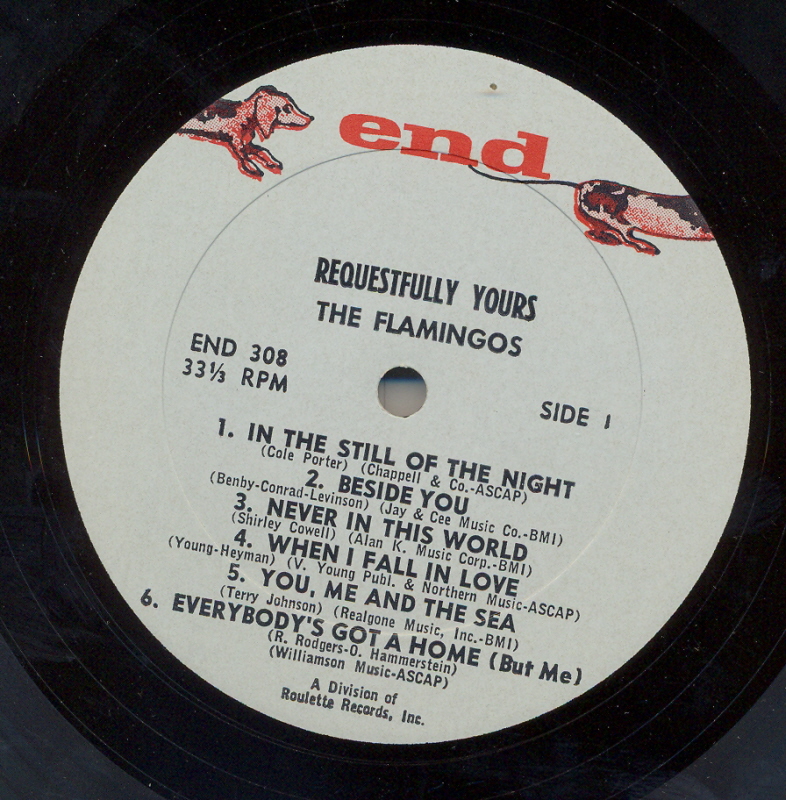 end
REQUESTFULLY YOURS
THE FLAMINGOS
END 308
33⅓ RPM
SIDE 1
1. IN THE STILL OF THE NIGHT
(Cole Porter) (Chappell & Co.-ASCAP)
2. BESIDE YOU
(Benby-Conrad-Levinson) (Jay & Cee Music Co.-BMI)
3. NEVER IN THIS WORLD
(Shirley Cowell) (Alan K. Music Corp.-BMI)
4. WHEN I FALL IN LOVE
(Young-Heyman) (V. Young Publ. & Northern Music-ASCAP)
5. YOU, ME AND THE SEA
(Terry Johnson) (Realgone Music, Inc.-BMI)
6. EVERYBODY'S GOT A HOME (But Me)
(R. Rodgers-O. Hammerstein)
(Williamson Music-ASCAP)
A Division of
Roulette Records, Inc.